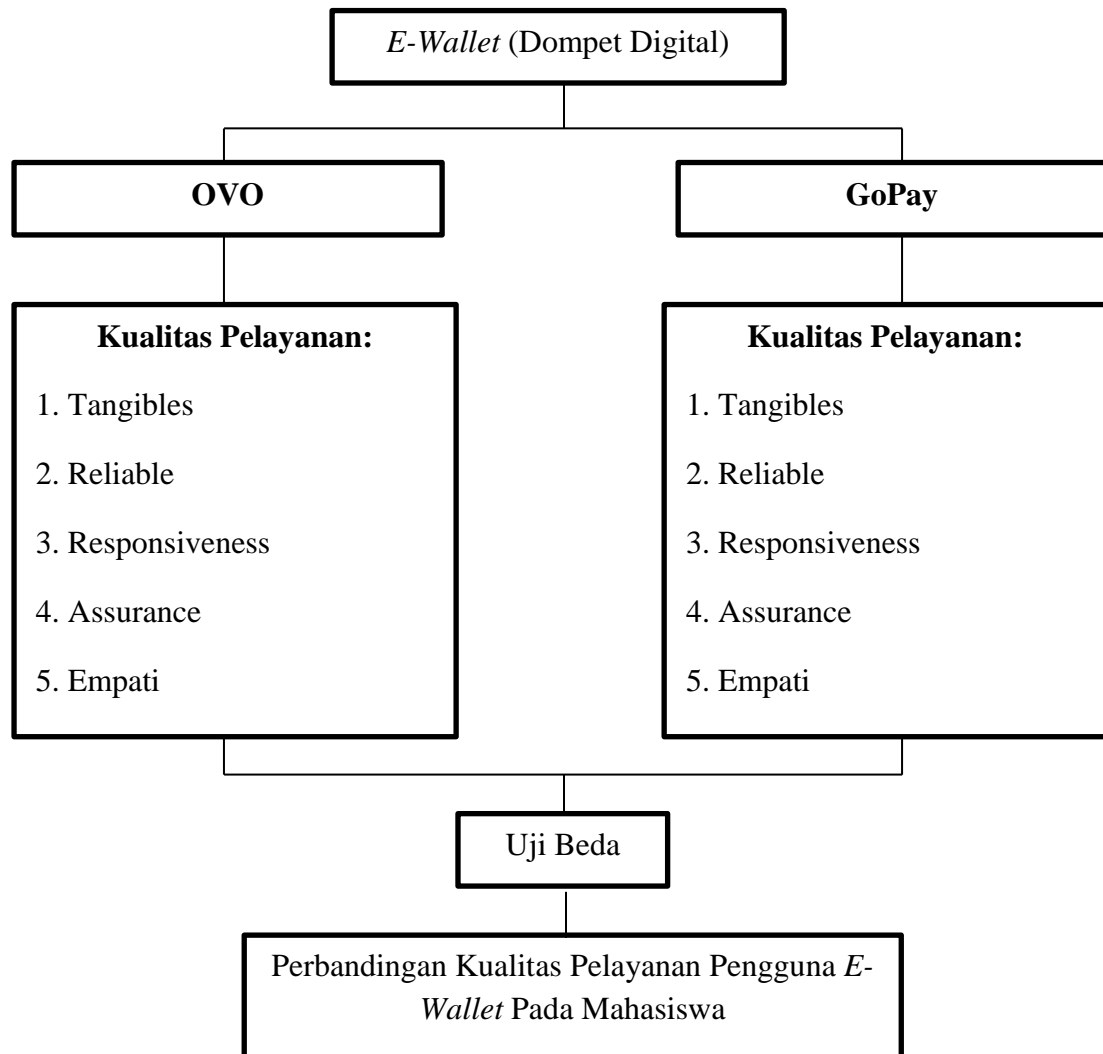 E-Wallet (Dompet Digital)
OVO
GoPay
Kualitas Pelayanan:
1. Tangibles
2. Reliable
3. Responsiveness
4. Assurance
5. Empati
Kualitas Pelayanan:
1. Tangibles
2. Reliable
3. Responsiveness
4. Assurance
5. Empati
Uji Beda
Perbandingan Kualitas Pelayanan Pengguna E-
Wallet Pada Mahasiswa